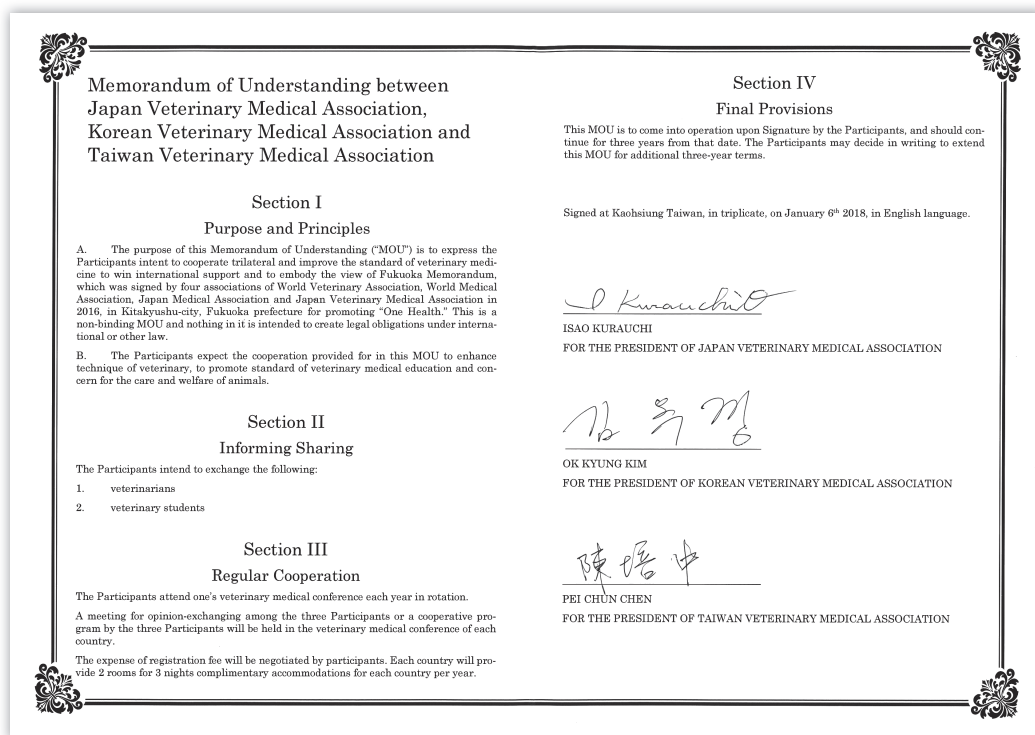 Memorandum of Understanding between
Japan Veterinary Medical Association,
Korean Veterinary Medical Association and
Taiwan Veterinary Medical Association
Section I
Purpose and Principles
A. The purpose of this Memorandum of Understanding (“MOU”) is to express the
Participants intent to cooperate trilateral and improve the standard of veterinary medi-
cine to win international support and to embody the view of Fukuoka Memorandum,
which was signed by four associations of World Veterinary Association, World Medical
Association, Japan Medical Association and Japan Veterinary Medical Association in
2016, in Kitakyushu-city, Fukuoka prefecture for promoting “One Health.” This is a
non-binding MOU and nothing in it is intended to create legal obligations under interna-
tional or other law.
B. The Participants expect the cooperation provided for in this MOU to enhance
technique of veterinary, to promote standard of veterinary medical education and con-
cern for the care and welfare of animals.
Section II
Informing Sharing
The Participants intend to exchange the following:
1. veterinarians
2. veterinary students
Section III
Regular Cooperation
The Participants attend one’s veterinary medical conference each year in rotation.
A meeting for opinion-exchanging among the three Participants or a cooperative pro-
gram by the three Participants will be held in the veterinary medical conference of each
country.
The expense of registration fee will be negotiated by participants. Each country will pro-
vide 2 rooms for 3 nights complimentary accommodations for each country per year.
Section IV
Final Provisions
This MOU is to come into operation upon Signature by the Participants, and should con-
tinue for three years from that date. The Participants may decide in writing to extend
this MOU for additional three-year terms.
Signed at Kaohsiung Taiwan, in triplicate, on January 6th 2018, in English language.
I Kurauchi
ISAO KURAUCHI
FOR THE PRESIDENT OF JAPAN VETERINARY MEDICAL ASSOCIATION
김옥경
OK KYUNG KIM
FOR THE PRESIDENT OF KOREAN VETERINARY MEDICAL ASSOCIATION
陳培中
PEI CHUN CHEN
FOR THE PRESIDENT OF TAIWAN VETERINARY MEDICAL ASSOCIATION